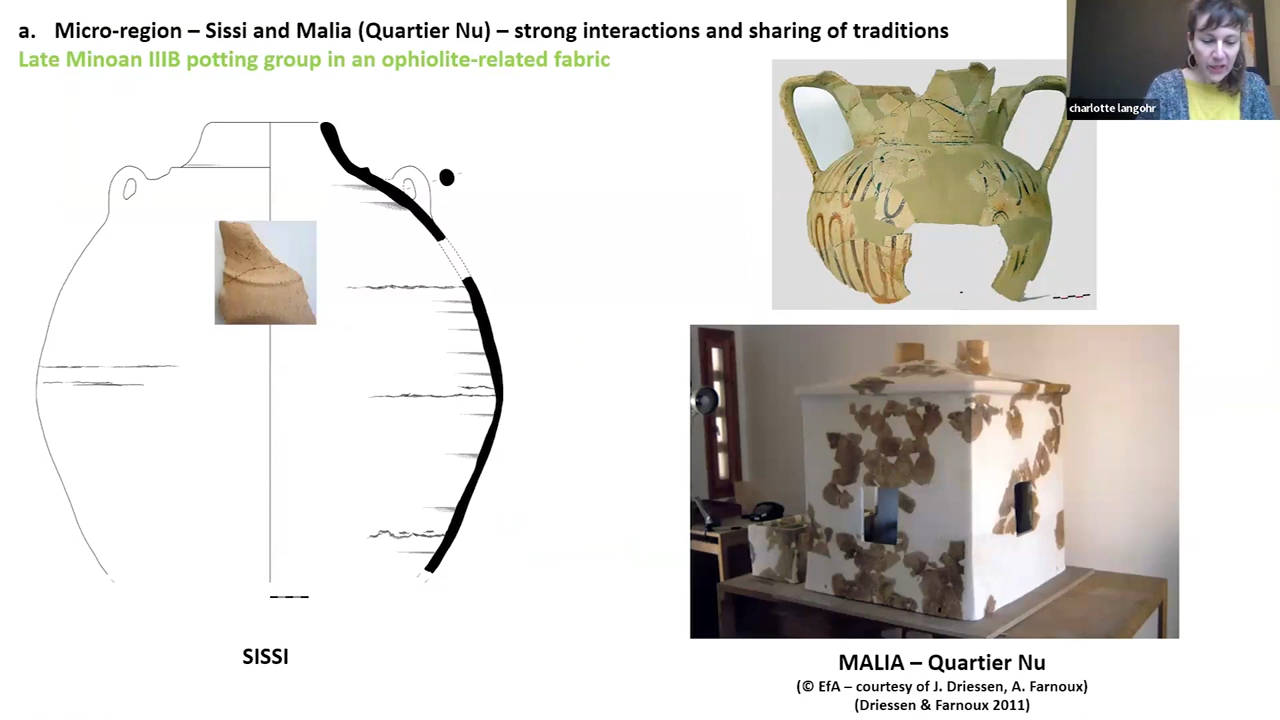 a. Micro-region – Sissi and Malia (Quartier Nu) – strong interactions and sharing of traditions
Late Minoan IIIB potting group in an ophiolite-related fabric
charlotte langohr
SISSI
MALIA – Quartier Nu
(© EfA – courtesy of J. Driessen, A. Farnoux)
(Driessen & Farnoux 2011)